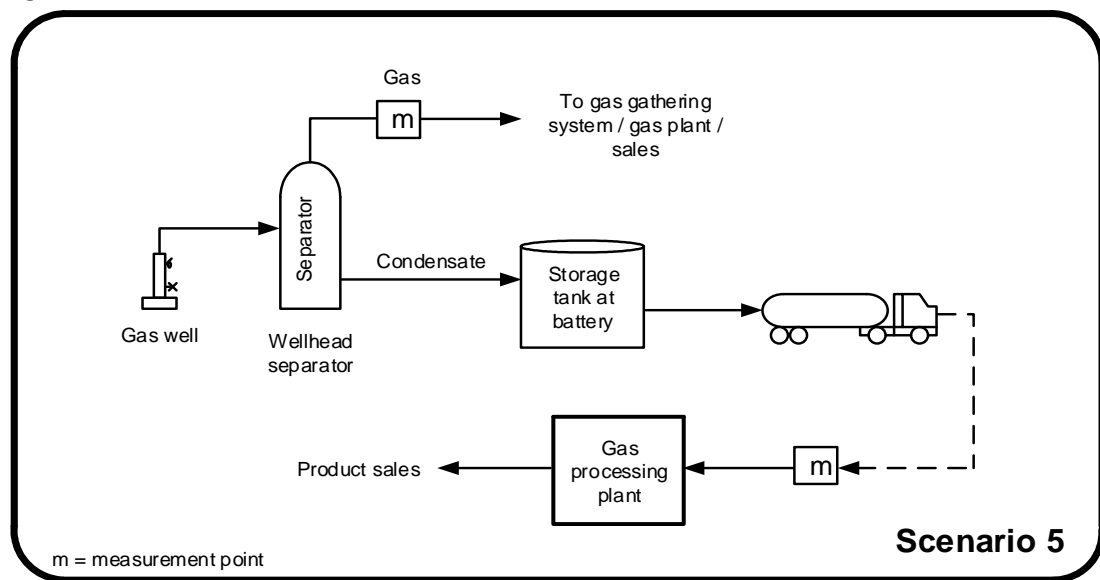 Gas
m
To gas gathering
system / gas plant /
sales
Separator
Condensate
Storage
tank at
battery
Gas well
Wellhead
separator
Product sales
Gas
processing
plant
m
Scenario 5
m = measurement point